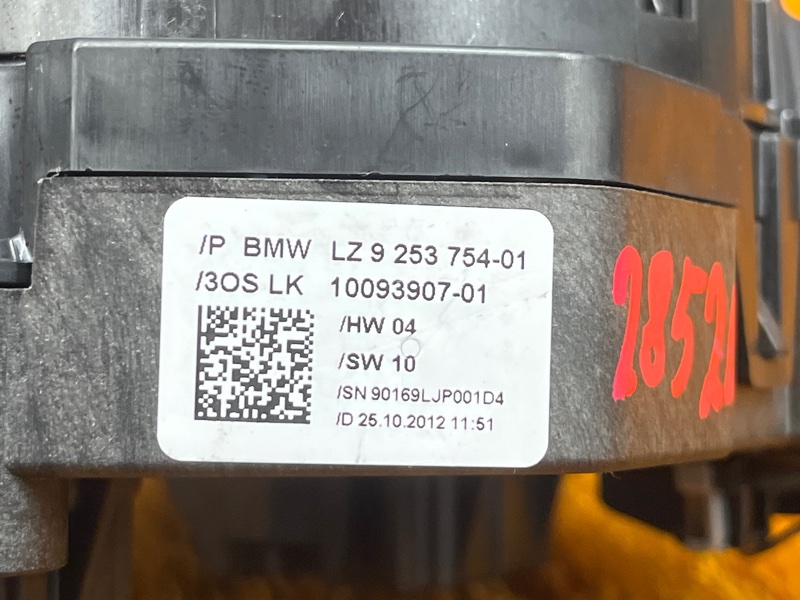 /P BMW LZ 9 253 754-01
/3OS LK 10093907-01
/HW 04
/SW 10
/SN 90169LJP001D4
/D 25.10.2012 11:51
2852